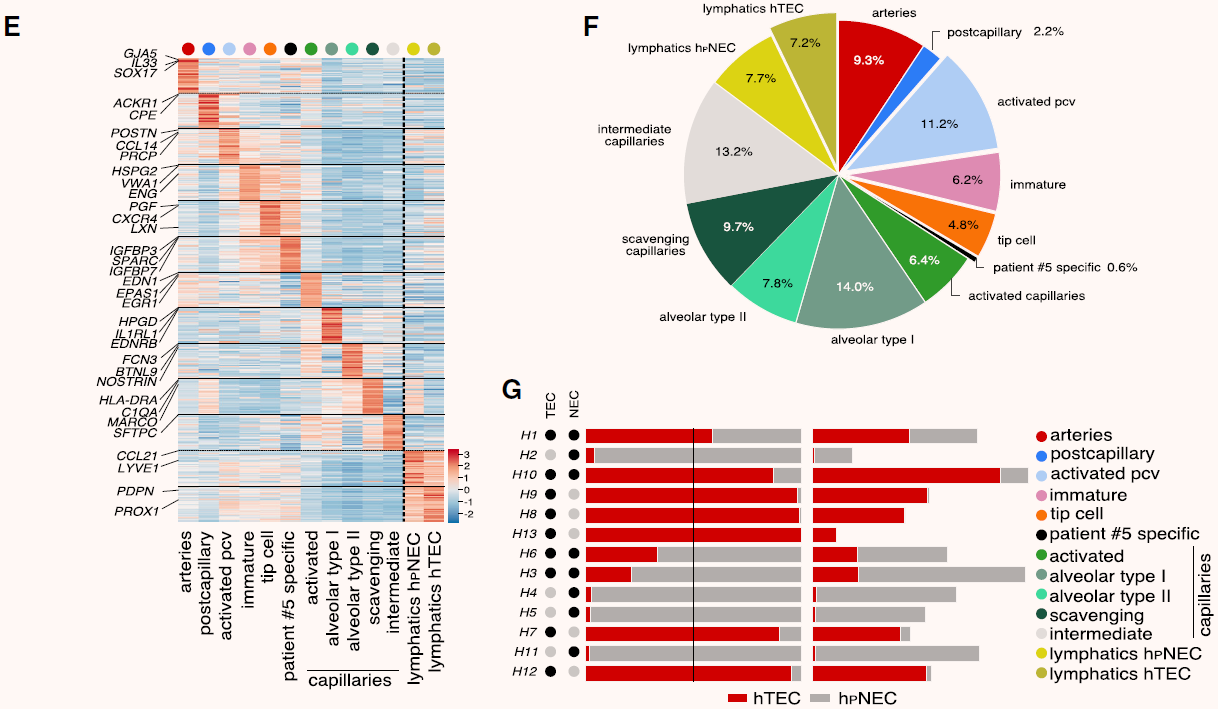 E
GJA5
IL33
SOX17
ACKR1
CPE
POSTN
CCL14
PRCP
HSPG2
VWA1
ENG
PGF
CXCR4
LXN
IGFBP3
SPARC
IGFBP7
EDN1
EPAS1
EGR1
HPGD
IL1RL1
EDNRB
FCN3
BTNL9
NOSTRIN
HLA-DRA
C1QA
MARCO
SFTPC
CCL21
LYVE1
PDPN
PROX1
3
2
1
0
-1
-2
arteries
postcapillary
activated pcv
immature
tip cell
patient #5 specific
activated
alveolar type I
alveolar type II
scavenging
intermediate
lymphatics hPNEC
lymphatics hTEC
capillaries
F
lymphatics hTEC
7.2%
arteries
9.3%
postcapillary 2.2%
activated pcv
11.2%
immature
6.2%
tip cell
4.8%
patient #5 specific 0.6%
activated capillaries
6.4%
alveolar type I
14.0%
alveolar type II
7.8%
scavenging
capillaries
9.7%
intermediate
capillaries
13.2%
lymphatics hPNEC
7.7%
G
TEC
NEC
H1
H2
H10
H9
H8
H13
H6
H3
H4
H5
H7
H11
H12
hTEC
hPNEC
arteries
postcapillary
activated pcv
immature
tip cell
patient #5 specific
activated
alveolar type I
alveolar type II
scavenging
intermediate
capillaries
lymphatics hPNEC
lymphatics hTEC